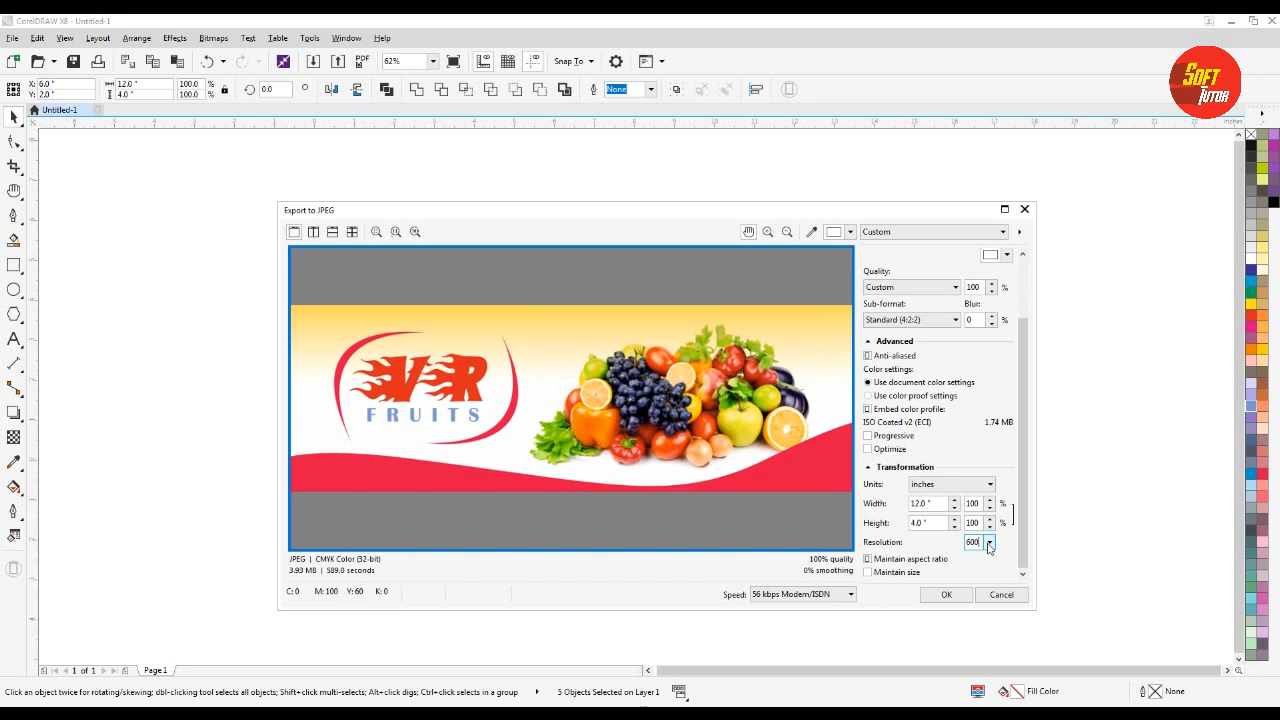 CorelDRAW X8 - Untitled-1
File Edit View Layout Arrange Effects Bitmaps Text Table Tools Window Help
PDF 62% Snap To
X: 6.0 " 12.0 " 100.0 % 0.0 ° None
Y: 2.0 " 4.0 " 100.0 %
SOFT
TUTOR
Untitled-1
inches
Export to JPEG
Custom
Quality:
Custom 100 %
Sub-format: Blur:
Standard (4:2:2) 0 %
Advanced
Anti-aliased
Color settings:
Use document color settings
Use color proof settings
Embed color profile:
ISO Coated v2 (ECI) 1.74 MB
Progressive
Optimize
Transformation
Units: inches
Width: 12.0 " 100 %
Height: 4.0 " 100 %
Resolution: 600
Maintain aspect ratio
Maintain size
VR
FRUITS
JPEG | CMYK Color (32-bit) 100% quality
3.93 MB | 589.0 seconds 0% smoothing
C: 0 M: 100 Y: 60 K: 0 Speed: 56 kbps Modem/ISDN OK Cancel
1 of 1 Page 1
Click an object twice for rotating/skewing; dbl-clicking tool selects all objects; Shift+click multi-selects; Alt+click digs; Ctrl+click selects in a group 5 Objects Selected on Layer 1 Fill Color None